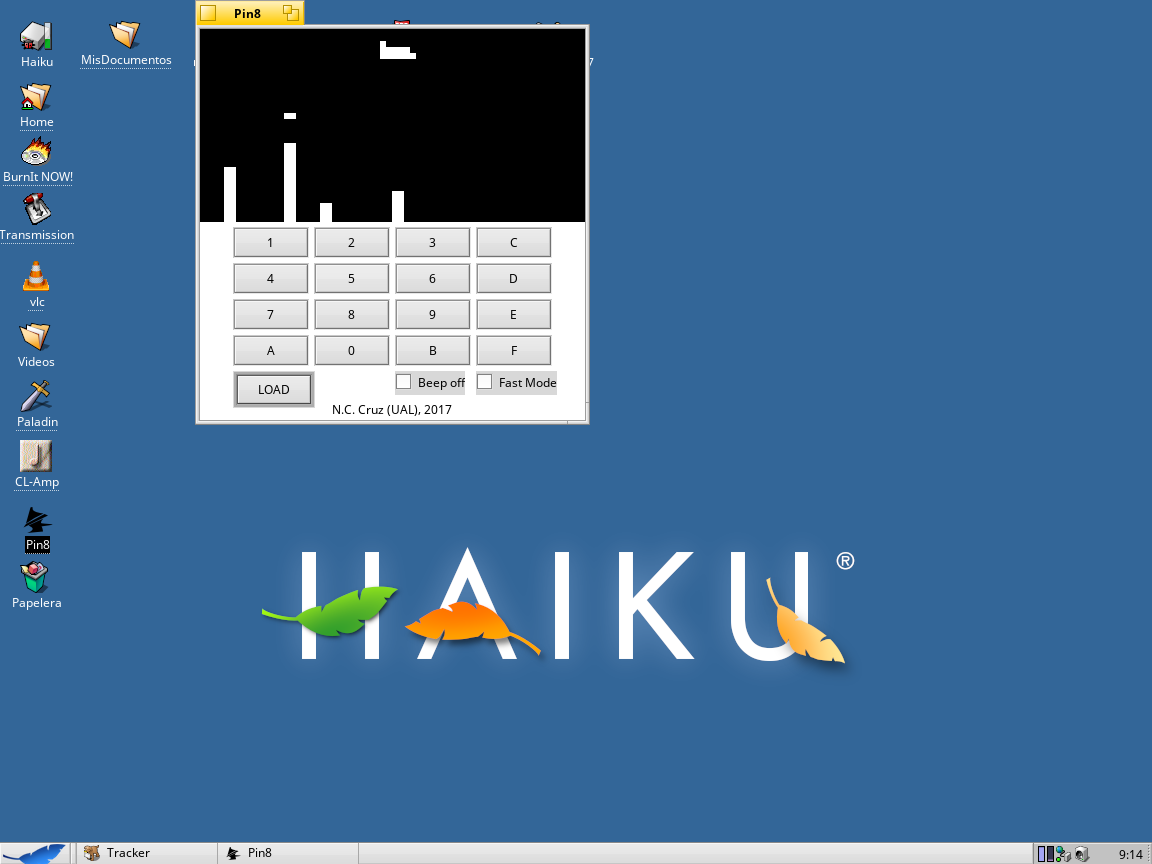 Pin8
Haiku
MisDocumentos
7
Home
BurnIt NOW!
Transmission
vlc
Videos
Paladin
CL-Amp
Pin8
Papelera
1 2 3 C
4 5 6 D
7 8 9 E
A 0 B F
LOAD
Beep off
Fast Mode
N.C. Cruz (UAL), 2017
HAIKU®
Tracker
Pin8
9:14